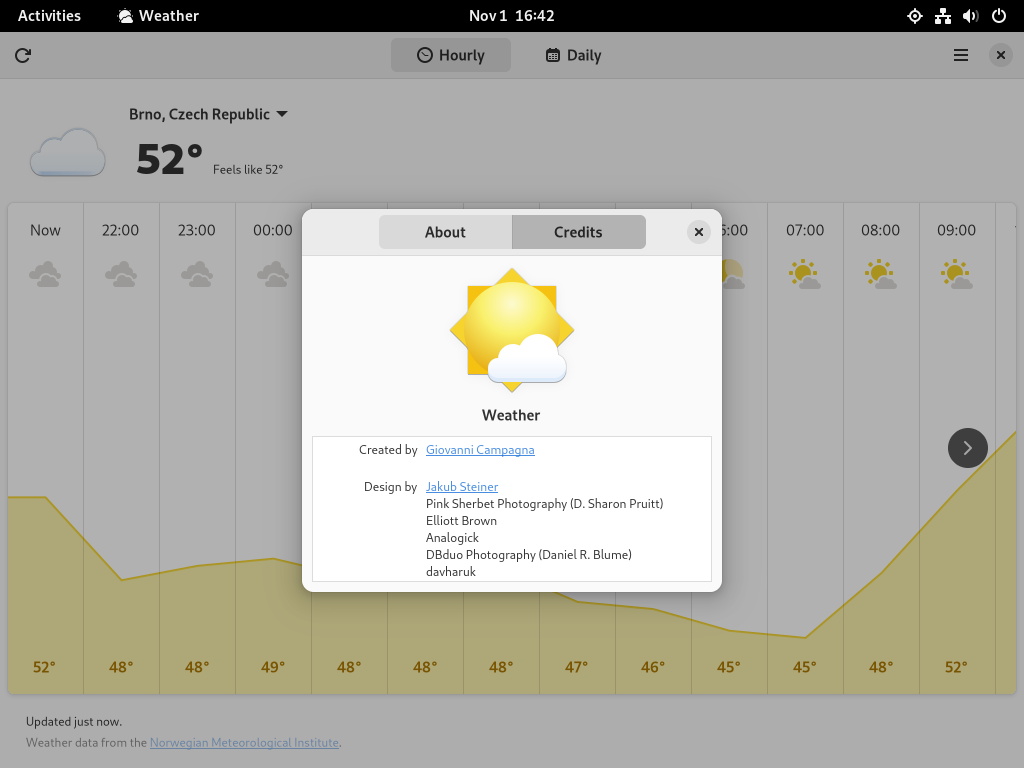 Activities Weather Nov 1 16:42
Hourly Daily
Brno, Czech Republic
52°
Feels like 52°
Now 22:00 23:00 00:00 07:00 08:00 09:00
About Credits
Weather
Created by Giovanni Campagna
Design by Jakub Steiner
Pink Sherbet Photography (D. Sharon Pruitt)
Elliott Brown
Analogick
DBduo Photography (Daniel R. Blume)
davharuk
52° 48° 48° 49° 48° 48° 48° 47° 46° 45° 45° 48° 52°
Updated just now.
Weather data from the Norwegian Meteorological Institute.